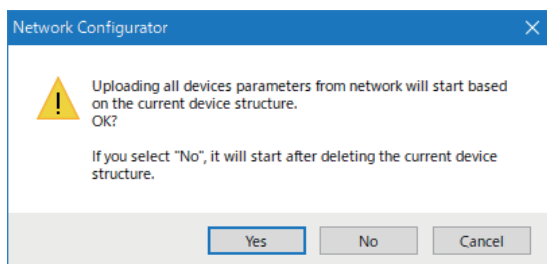 Network Configurator
Uploading all devices parameters from network will start based
on the current device structure.
OK?
If you select "No", it will start after deleting the current device
structure.
Yes No Cancel